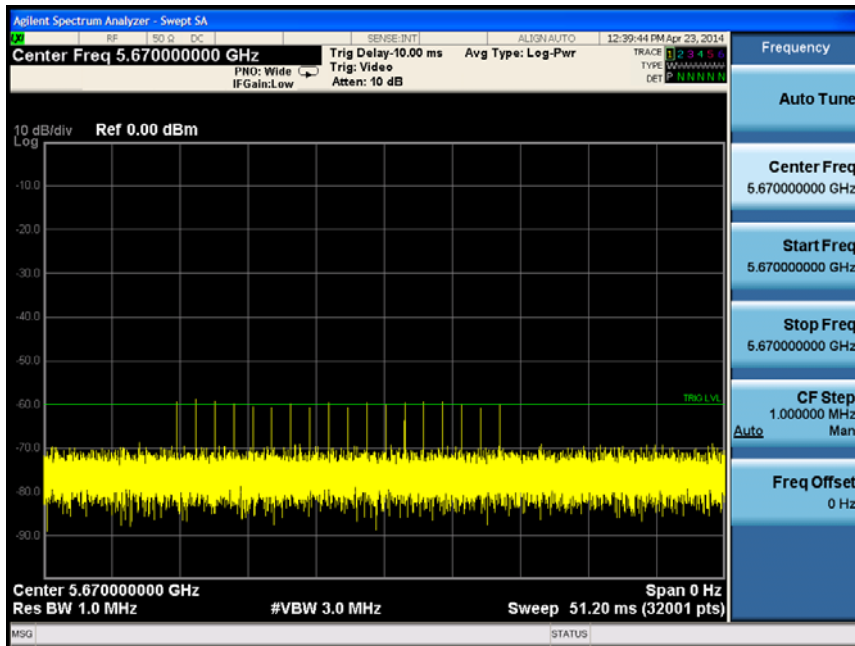 Agilent Spectrum Analyzer - Swept SA
LXI RF 50 Ω DC SENSE:INT ALIGN AUTO 12:39:44 PM Apr 23, 2014
Center Freq 5.670000000 GHz
PNO: Wide
IFGain:Low
Trig Delay-10.00 ms
Trig: Video
Atten: 10 dB
Avg Type: Log-Pwr
TRACE 1 2 3 4 5 6
TYPE WWWWWW
DET P N N N N N
10 dB/div Ref 0.00 dBm
Log
-10.0
-20.0
-30.0
-40.0
-50.0
-60.0
-70.0
-80.0
-90.0
TRIG LVL
Center 5.670000000 GHz Span 0 Hz
Res BW 1.0 MHz #VBW 3.0 MHz Sweep 51.20 ms (32001 pts)
MSG STATUS
Frequency
Auto Tune
Center Freq
5.670000000 GHz
Start Freq
5.670000000 GHz
Stop Freq
5.670000000 GHz
CF Step
1.000000 MHz
Auto Man
Freq Offset
0 Hz